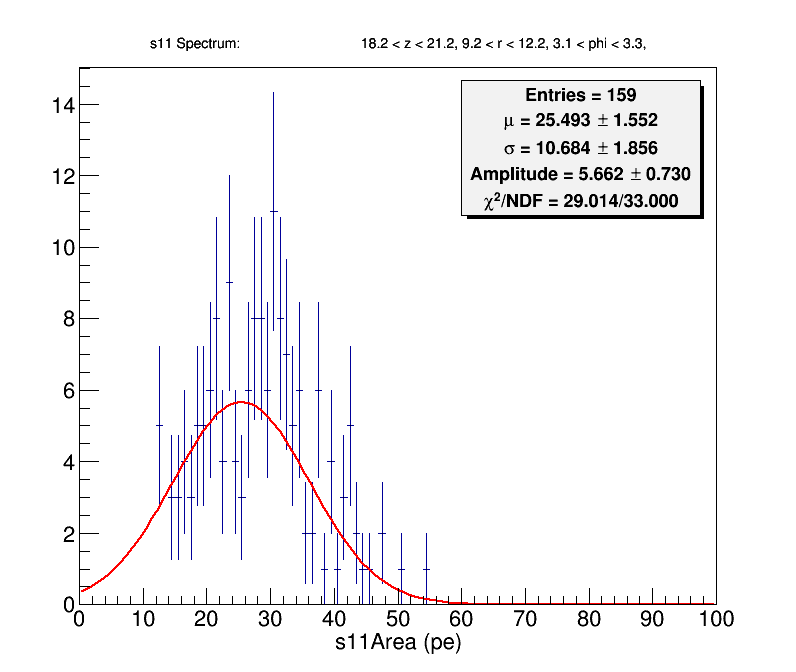 s11 Spectrum: 18.2 < z < 21.2, 9.2 < r < 12.2, 3.1 < phi < 3.3,
Entries = 159
μ = 25.493 ± 1.552
σ = 10.684 ± 1.856
Amplitude = 5.662 ± 0.730
χ²/NDF = 29.014/33.000
14
12
10
8
6
4
2
0
0 10 20 30 40 50 60 70 80 90 100
s11Area (pe)